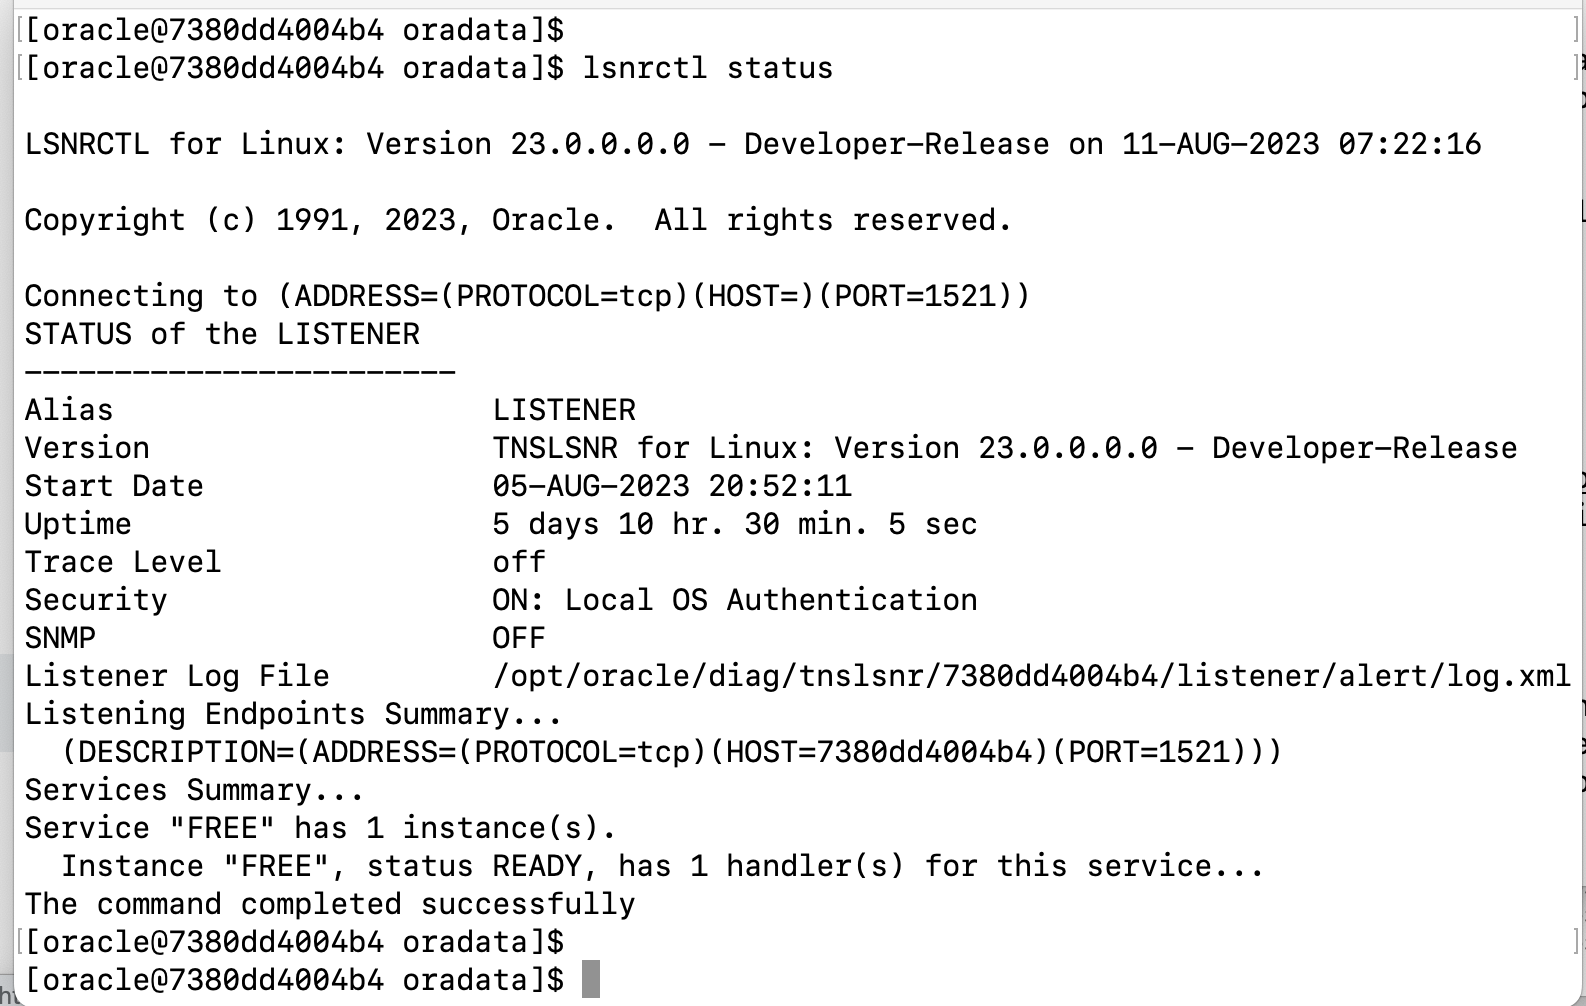 [oracle@7380dd4004b4 oradata]$
[oracle@7380dd4004b4 oradata]$ lsnrctl status

LSNRCTL for Linux: Version 23.0.0.0.0 - Developer-Release on 11-AUG-2023 07:22:16

Copyright (c) 1991, 2023, Oracle.  All rights reserved.

Connecting to (ADDRESS=(PROTOCOL=tcp)(HOST=)(PORT=1521))
STATUS of the LISTENER
------------------------
Alias                     LISTENER
Version                   TNSLSNR for Linux: Version 23.0.0.0.0 - Developer-Release
Start Date                05-AUG-2023 20:52:11
Uptime                    5 days 10 hr. 30 min. 5 sec
Trace Level               off
Security                  ON: Local OS Authentication
SNMP                      OFF
Listener Log File         /opt/oracle/diag/tnslsnr/7380dd4004b4/listener/alert/log.xml
Listening Endpoints Summary...
  (DESCRIPTION=(ADDRESS=(PROTOCOL=tcp)(HOST=7380dd4004b4)(PORT=1521)))
Services Summary...
Service "FREE" has 1 instance(s).
  Instance "FREE", status READY, has 1 handler(s) for this service...
The command completed successfully
[oracle@7380dd4004b4 oradata]$
[oracle@7380dd4004b4 oradata]$